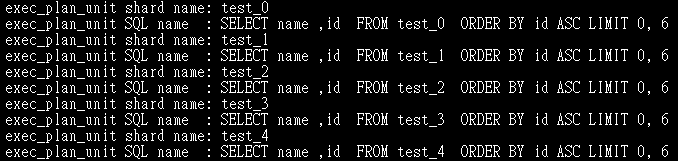 exec_plan_unit shard name: test_0
exec_plan_unit SQL name  : SELECT name ,id  FROM test_0  ORDER BY id ASC LIMIT 0, 6
exec_plan_unit shard name: test_1
exec_plan_unit SQL name  : SELECT name ,id  FROM test_1  ORDER BY id ASC LIMIT 0, 6
exec_plan_unit shard name: test_2
exec_plan_unit SQL name  : SELECT name ,id  FROM test_2  ORDER BY id ASC LIMIT 0, 6
exec_plan_unit shard name: test_3
exec_plan_unit SQL name  : SELECT name ,id  FROM test_3  ORDER BY id ASC LIMIT 0, 6
exec_plan_unit shard name: test_4
exec_plan_unit SQL name  : SELECT name ,id  FROM test_4  ORDER BY id ASC LIMIT 0, 6